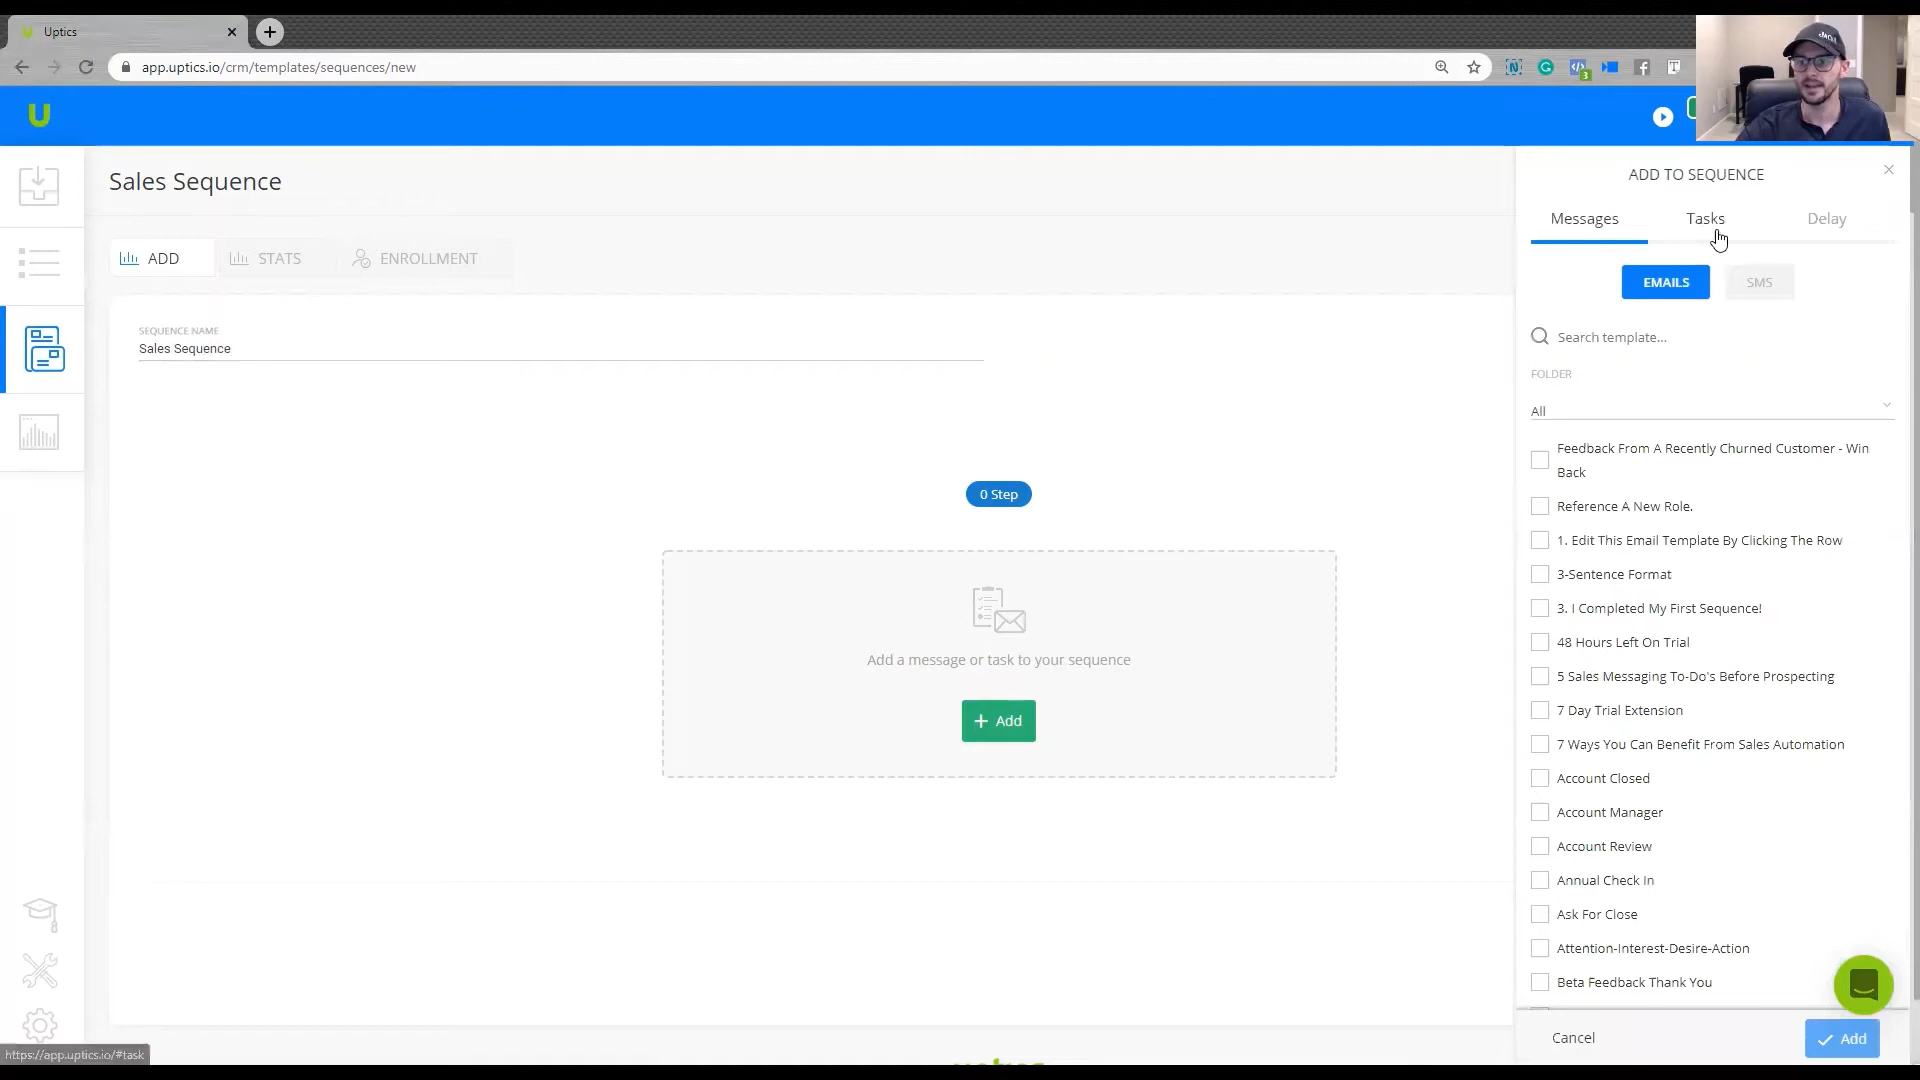 Uptics
app.uptics.io/crm/templates/sequences/new
3
Sales Sequence
ADD
STATS
ENROLLMENT
SEQUENCE NAME
Sales Sequence
0 Step
Add a message or task to your sequence
+ Add
ADD TO SEQUENCE
Messages
Tasks
Delay
EMAILS
SMS
Search template...
FOLDER
All
Feedback From A Recently Churned Customer - Win
Back
Reference A New Role.
1. Edit This Email Template By Clicking The Row
3-Sentence Format
3. I Completed My First Sequence!
48 Hours Left On Trial
5 Sales Messaging To-Do's Before Prospecting
7 Day Trial Extension
7 Ways You Can Benefit From Sales Automation
Account Closed
Account Manager
Account Review
Annual Check In
Ask For Close
Attention-Interest-Desire-Action
Beta Feedback Thank You
Cancel
Add
https://app.uptics.io/#task